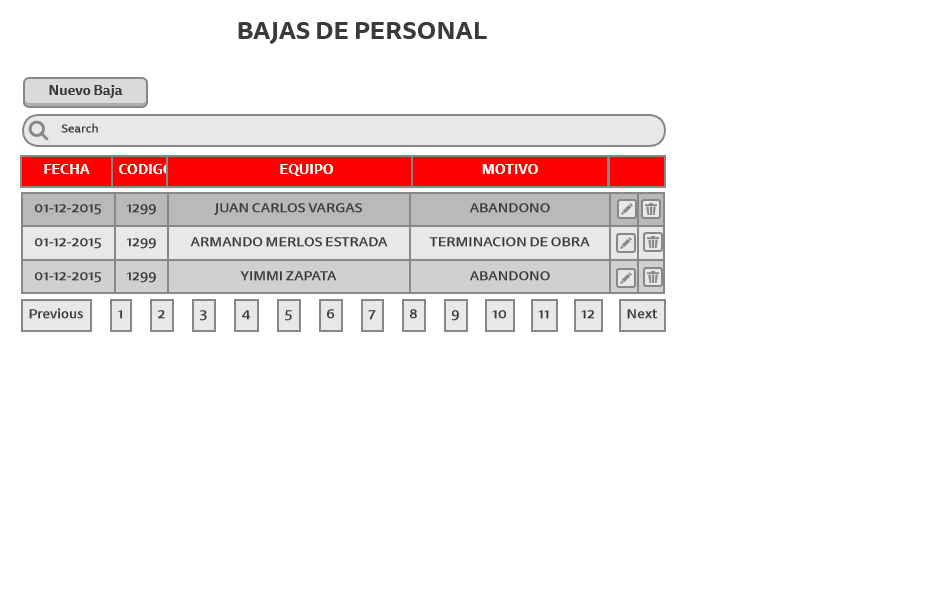 BAJAS DE PERSONAL
Nuevo Baja
Search
FECHA CODIGO EQUIPO MOTIVO
01-12-2015 1299 JUAN CARLOS VARGAS ABANDONO
01-12-2015 1299 ARMANDO MERLOS ESTRADA TERMINACION DE OBRA
01-12-2015 1299 YIMMI ZAPATA ABANDONO
Previous 1 2 3 4 5 6 7 8 9 10 11 12 Next